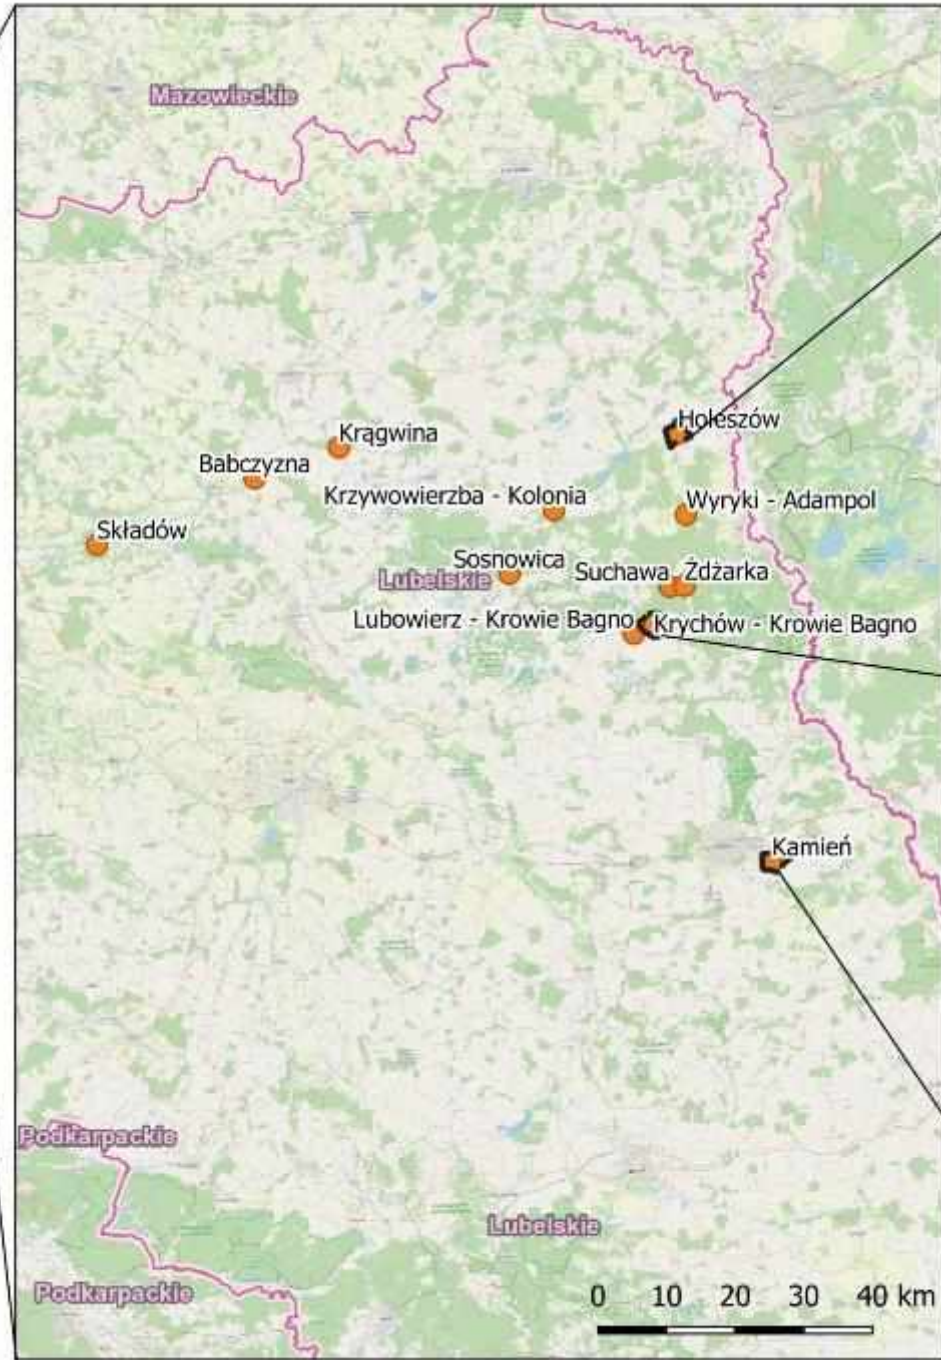 Mazowieckie
Holeszów
Krągwina
Babczyzna
Krzywowierzba - Kolonia
Wyryki - Adampol
Składów
Sosnowica
Suchawa Żdżarka
Lubelskie
Lubowierz - Krowie Bagno
Krychów - Krowie Bagno
Kamień
Podkarpackie
Lubelskie
Podkarpackie
0 10 20 30 40 km